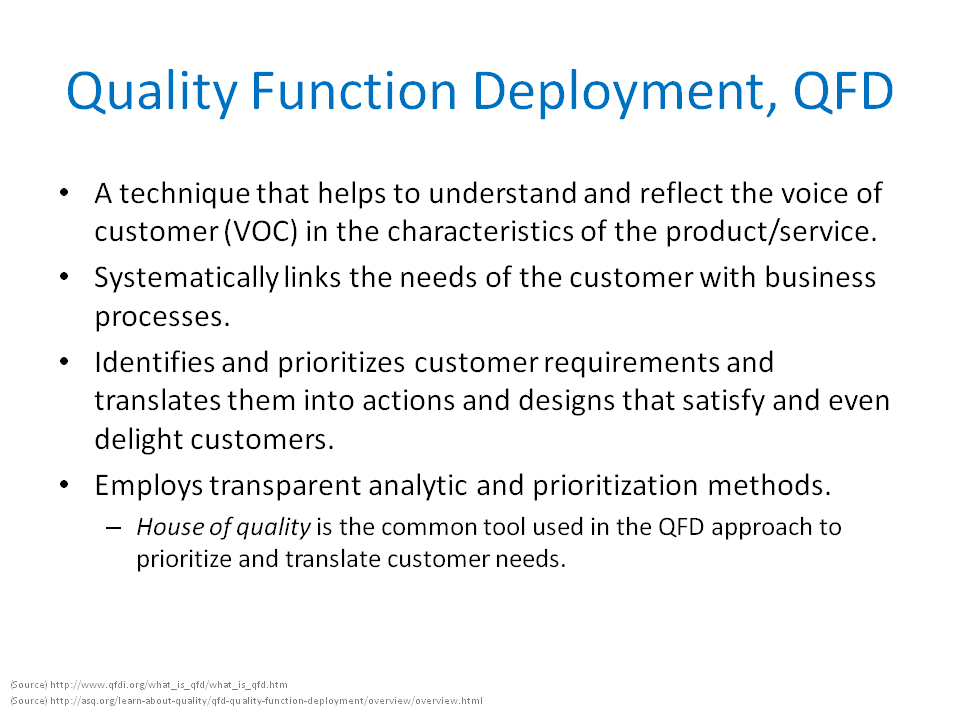 Quality Function Deployment, QFD
• A technique that helps to understand and reflect the voice of
customer (VOC) in the characteristics of the product/service.
• Systematically links the needs of the customer with business
processes.
• Identifies and prioritizes customer requirements and
translates them into actions and designs that satisfy and even
delight customers.
• Employs transparent analytic and prioritization methods.
– House of quality is the common tool used in the QFD approach to
prioritize and translate customer needs.
(Source) http://www.qfdi.org/what_is_qfd/what_is_qfd.htm
(Source) http://asq.org/learn-about-quality/qfd-quality-function-deployment/overview/overview.html